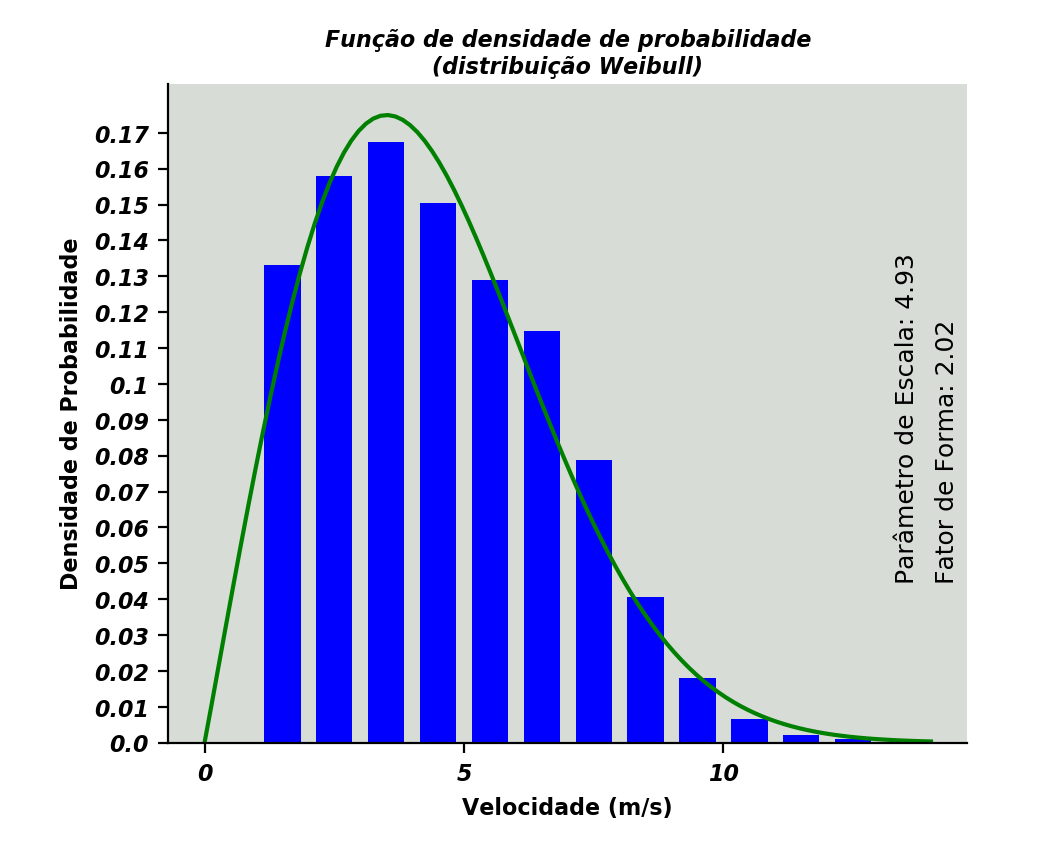 Função de densidade de probabilidade
(distribuição Weibull)
Densidade de Probabilidade
0.17
0.16
0.15
0.14
0.13
0.12
0.11
0.1
0.09
0.08
0.07
0.06
0.05
0.04
0.03
0.02
0.01
0.0
0 5 10
Velocidade (m/s)
Parâmetro de Escala: 4.93
Fator de Forma: 2.02